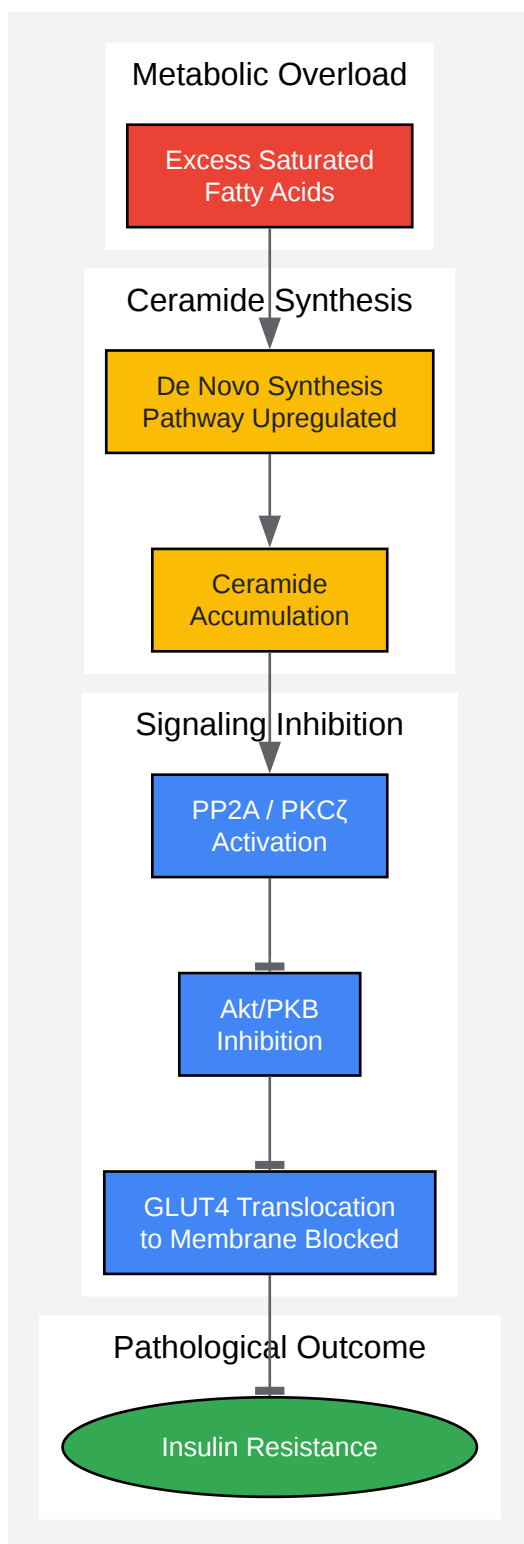 Metabolic Overload
Excess Saturated
Fatty Acids
Ceramide Synthesis
De Novo Synthesis
Pathway Upregulated
Ceramide
Accumulation
Signaling Inhibition
PP2A / PKCζ
Activation
Akt/PKB
Inhibition
GLUT4 Translocation
to Membrane Blocked
Pathological Outcome
Insulin Resistance